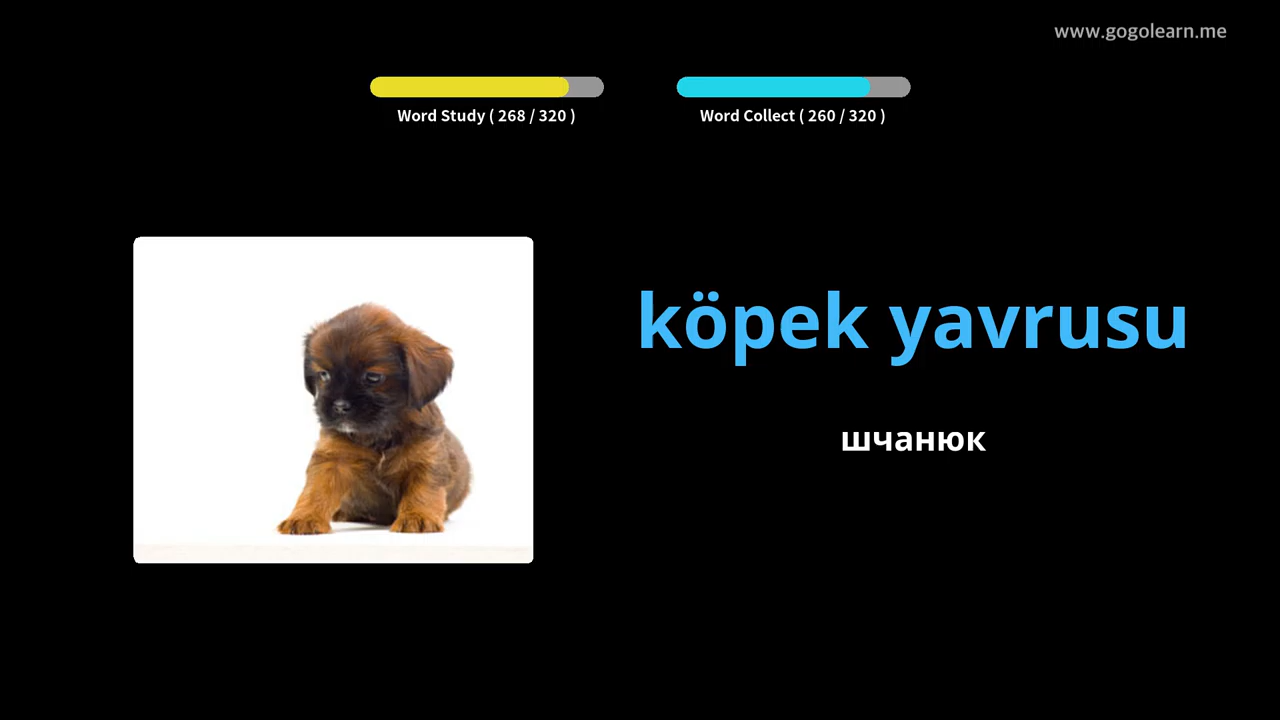 www.gogolearn.me
Word Study ( 268 / 320 )
Word Collect ( 260 / 320 )
köpek yavrusu
шчанюк